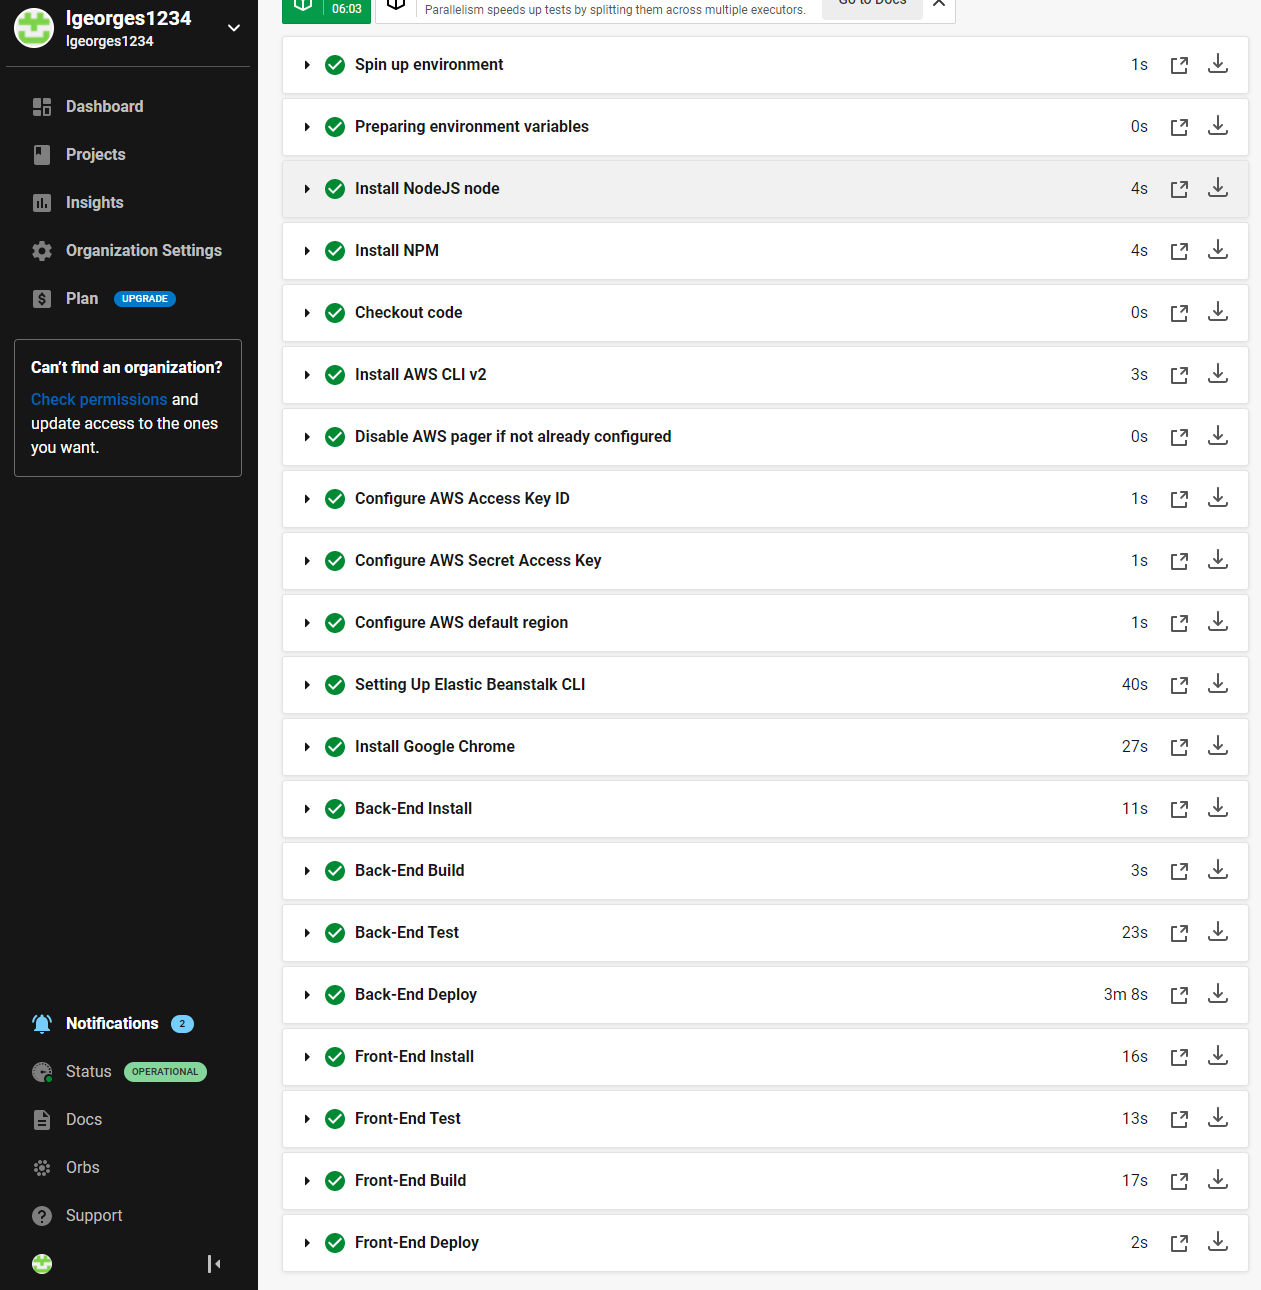 lgeorges1234
lgeorges1234
Dashboard
Projects
Insights
Organization Settings
Plan UPGRADE
Can't find an organization?
Check permissions and
update access to the ones
you want.
Notifications 2
Status OPERATIONAL
Docs
Orbs
Support
06:03
Parallelism speeds up tests by splitting them across multiple executors.
Go to Docs
Spin up environment 1s
Preparing environment variables 0s
Install NodeJS node 4s
Install NPM 4s
Checkout code 0s
Install AWS CLI v2 3s
Disable AWS pager if not already configured 0s
Configure AWS Access Key ID 1s
Configure AWS Secret Access Key 1s
Configure AWS default region 1s
Setting Up Elastic Beanstalk CLI 40s
Install Google Chrome 27s
Back-End Install 11s
Back-End Build 3s
Back-End Test 23s
Back-End Deploy 3m 8s
Front-End Install 16s
Front-End Test 13s
Front-End Build 17s
Front-End Deploy 2s